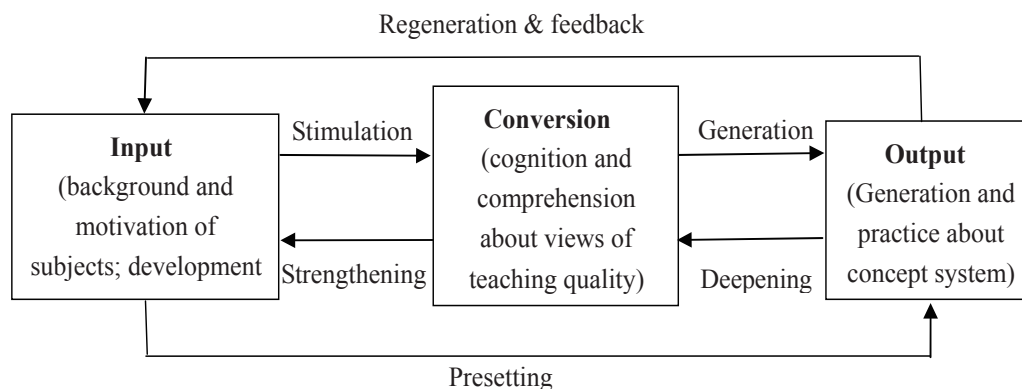 Regeneration & feedback
Input
(background and
motivation of
subjects; development
Stimulation
Strengthening
Conversion
(cognition and
comprehension
about views of
teaching quality)
Generation
Deepening
Output
(Generation and
practice about
concept system)
Presetting